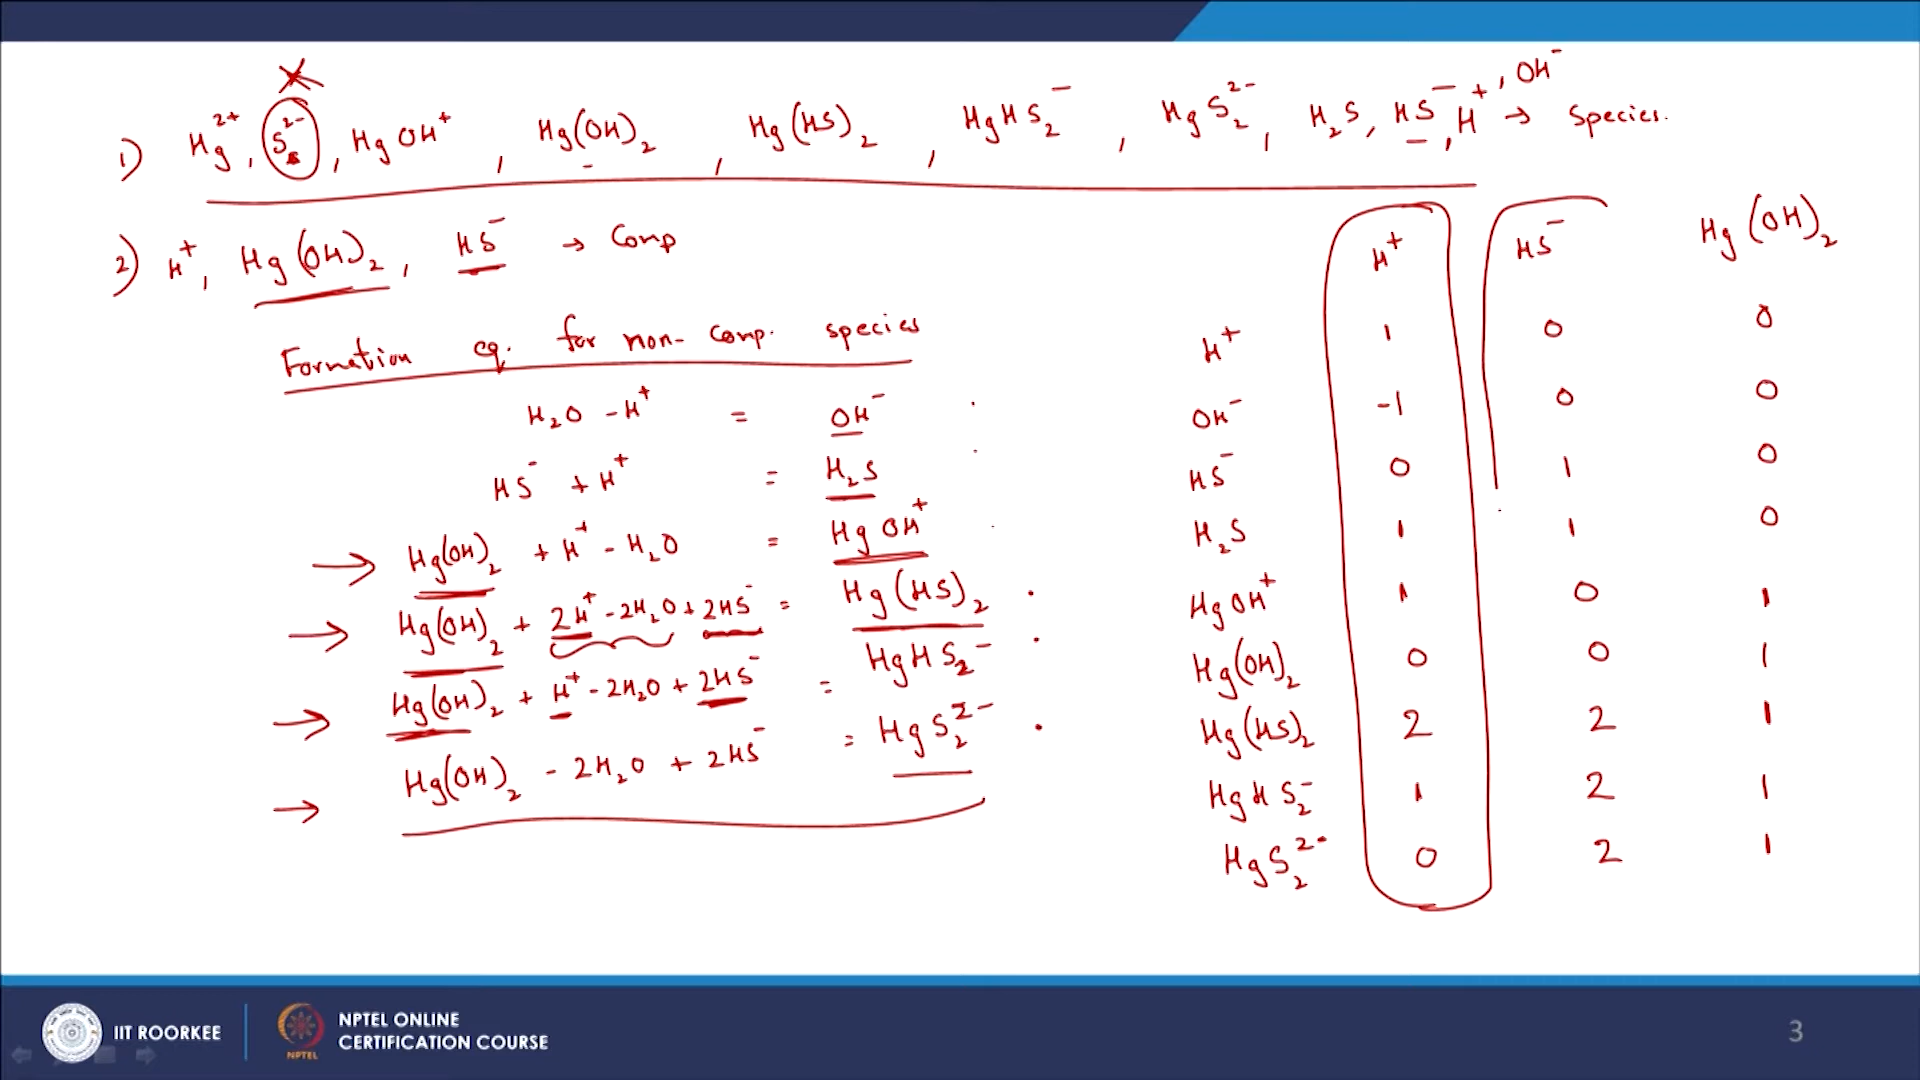 1) Hg²⁺, S²⁻, HgOH⁺, Hg(OH)₂, Hg(HS)₂, HgHS₂⁻, HgS₂²⁻, H₂S, HS⁻, H⁺, OH⁻ → Species.
2) H⁺, Hg(OH)₂, HS⁻ → Comp
Formation eq. for non-comp. species
H₂O - H⁺ = OH⁻
HS⁻ + H⁺ = H₂S
→ Hg(OH)₂ + H⁺ - H₂O = HgOH⁺
→ Hg(OH)₂ + 2H⁺ - 2H₂O + 2HS⁻ = Hg(HS)₂
→ Hg(OH)₂ + H⁺ - 2H₂O + 2HS⁻ = HgHS₂⁻
→ Hg(OH)₂ - 2H₂O + 2HS⁻ = HgS₂²⁻
H⁺ HS⁻ Hg(OH)₂
H⁺ 1 0 0
OH⁻ -1 0 0
HS⁻ 0 1 0
H₂S 1 1 0
HgOH⁺ 1 0 1
Hg(OH)₂ 0 0 1
Hg(HS)₂ 2 2 1
HgHS₂⁻ 1 2 1
HgS₂²⁻ 0 2 1
IIT ROORKEE
NPTEL
NPTEL ONLINE
CERTIFICATION COURSE
3